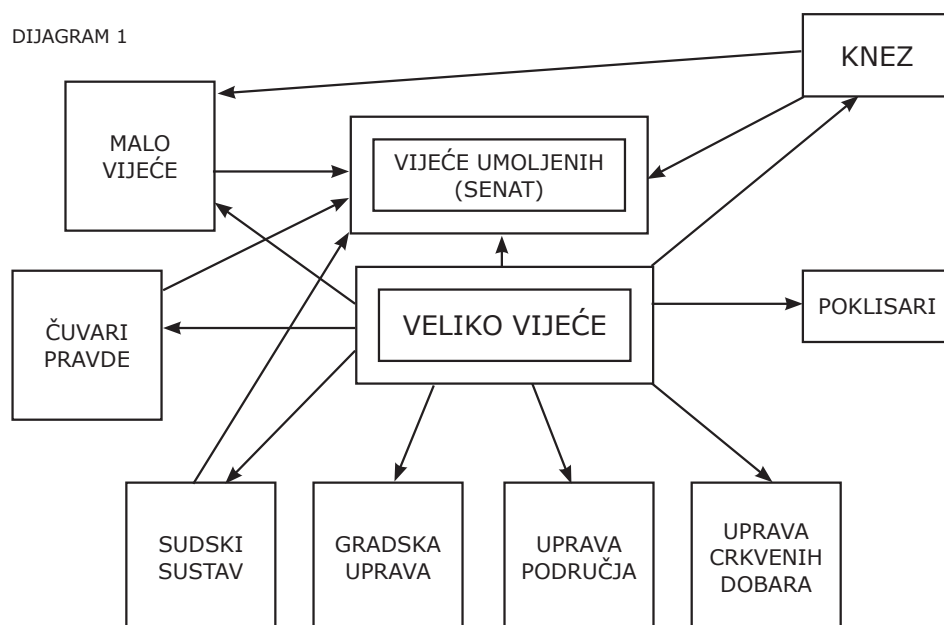 DIJAGRAM 1
KNEZ
MALO
VIJEĆE
VIJEĆE UMOLJENIH
(SENAT)
ČUVARI
PRAVDE
VELIKO VIJEĆE
POKLISARI
SUDSKI
SUSTAV
GRADSKA
UPRAVA
UPRAVA
PODRUČJA
UPRAVA
CRKVENIH
DOBARA